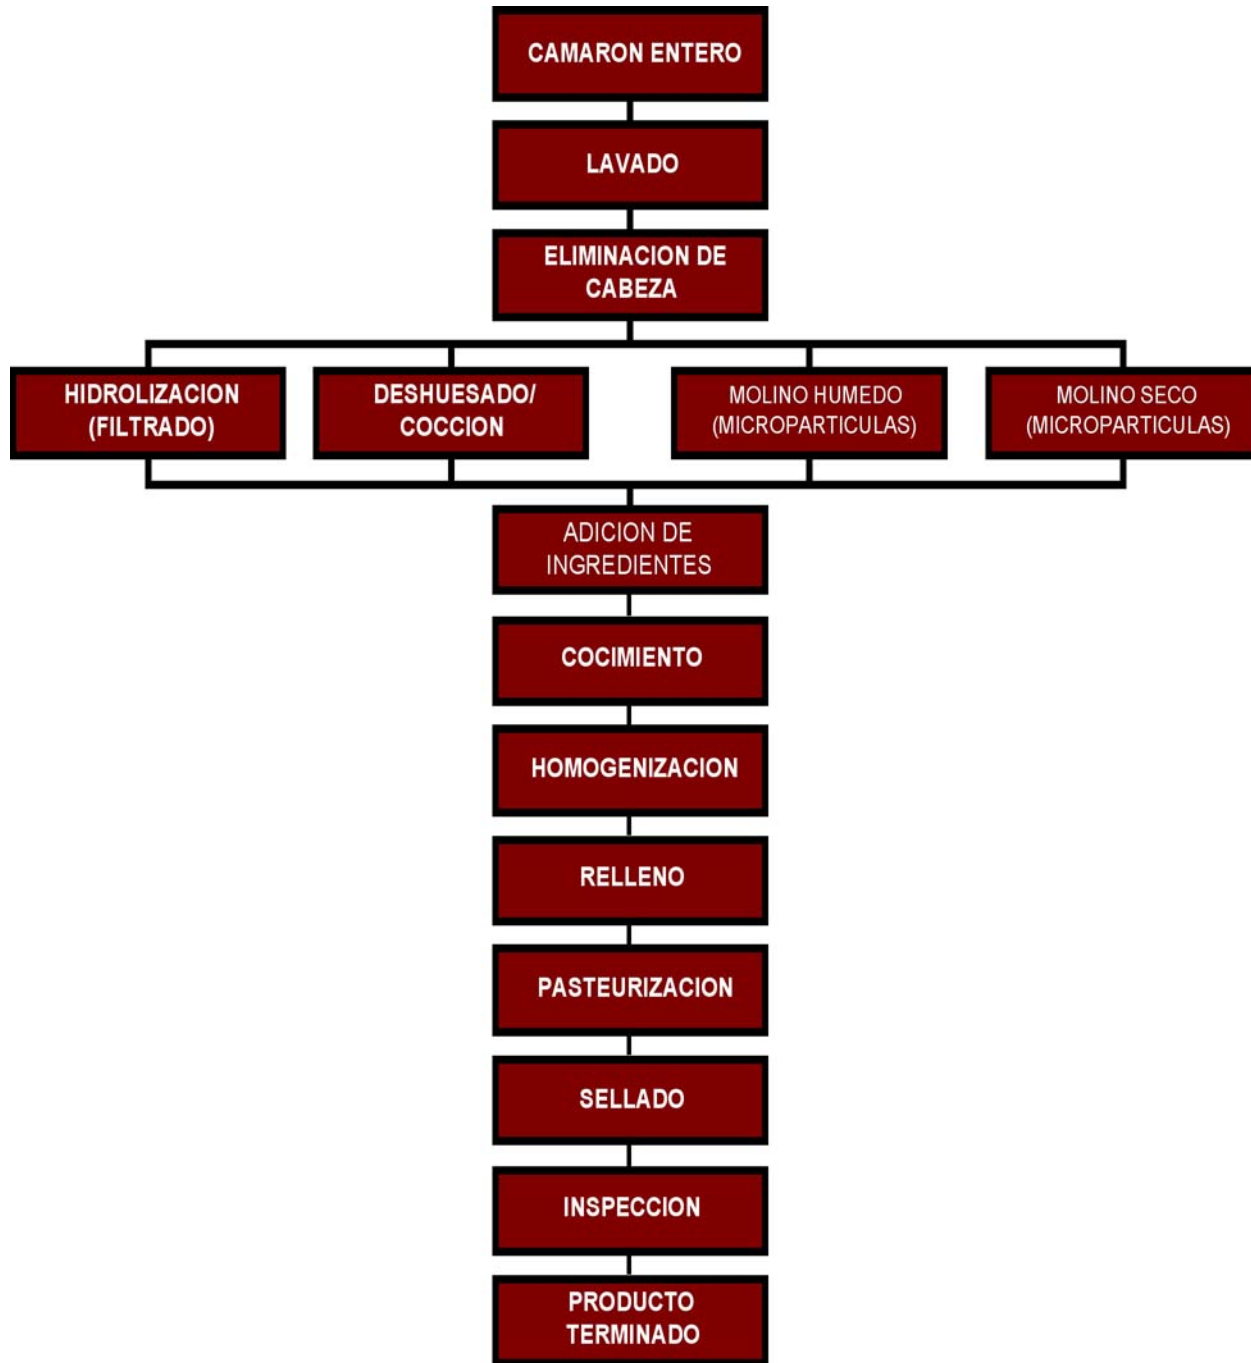 CAMARON ENTERO
LAVADO
ELIMINACION DE
CABEZA
HIDROLIZACION
(FILTRADO)
DESHUESADO/
COCCION
MOLINO HUMEDO
(MICROPARTICULAS)
MOLINO SECO
(MICROPARTICULAS)
ADICION DE
INGREDIENTES
COCIMIENTO
HOMOGENIZACION
RELLENO
PASTEURIZACION
SELLADO
INSPECCION
PRODUCTO
TERMINADO